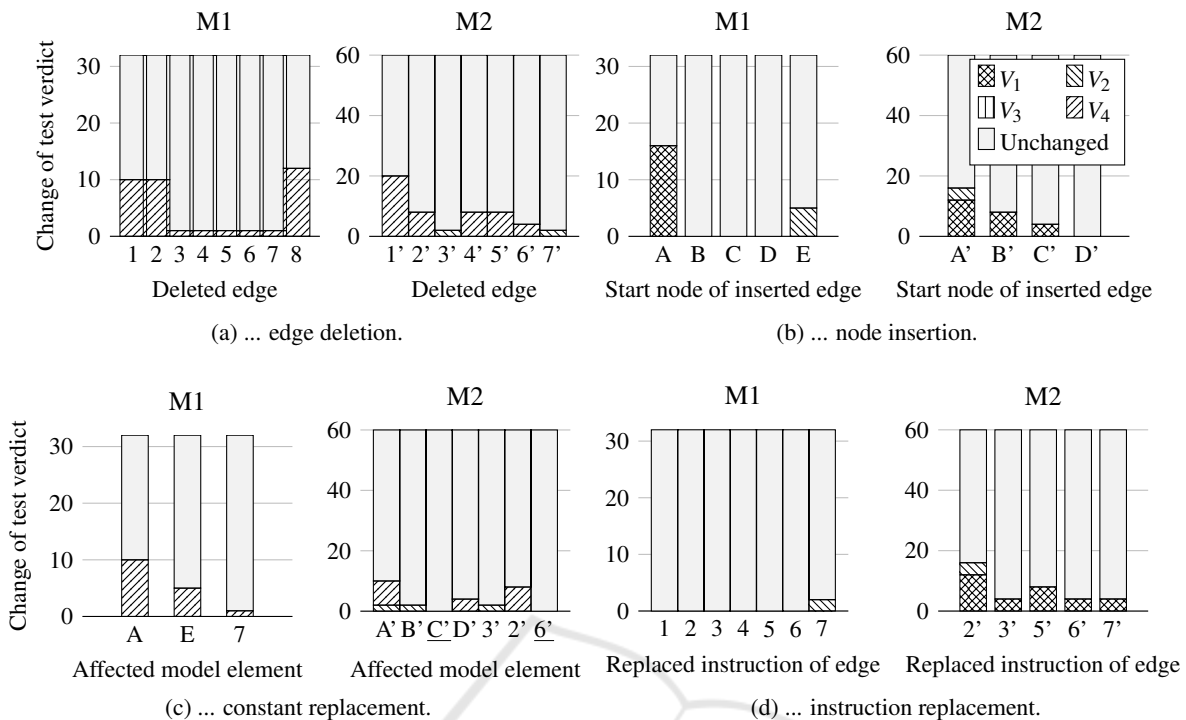 M1 M2 M1 M2
Change of test verdict
30
20
10
0
1 2 3 4 5 6 7 8
Deleted edge
60
40
20
0
1’ 2’ 3’ 4’ 5’ 6’ 7’
Deleted edge
(a) ... edge deletion.
30
20
10
0
A B C D E
Start node of inserted edge
60
40
20
0
V1 V2
V3 V4
Unchanged
A’ B’ C’ D’
Start node of inserted edge
(b) ... node insertion.
M1 M2 M1 M2
Change of test verdict
30
20
10
0
A E 7
Affected model element
60
40
20
0
A’ B’ C’ D’ 3’ 2’ 6’
Affected model element
(c) ... constant replacement.
30
20
10
0
1 2 3 4 5 6 7
Replaced instruction of edge
60
40
20
0
2’ 3’ 5’ 6’ 7’
Replaced instruction of edge
(d) ... instruction replacement.